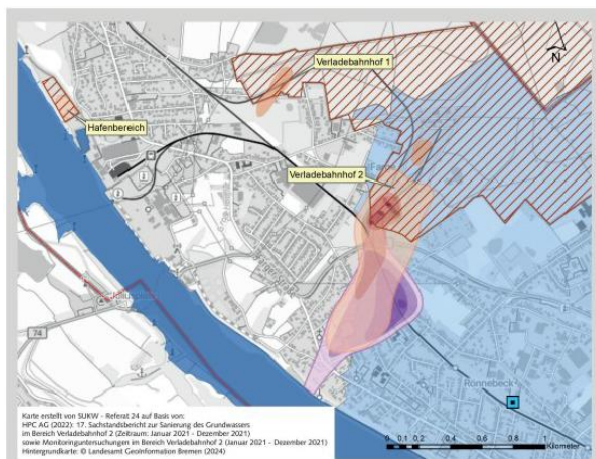 N
Verladebahnhof 1
Hafenbereich
Verladebahnhof 2
74
Rönnebeck
Karte erstellt von SUKW - Referat 24 auf Basis von:
HPC AG (2022): 17. Sachstandsbericht zur Sanierung des Grundwassers
im Bereich Verladebahnhof 2 (Zeitraum: Januar 2021 - Dezember 2021)
sowie Monitoringuntersuchungen im Bereich Verladebahnhof 2 (Januar 2021 - Dezember 2021)
Hintergrundkarte: © Landesamt GeoInformation Bremen (2024)
0 0,1 0,2 0,4 0,6 0,8 1
Kilometer